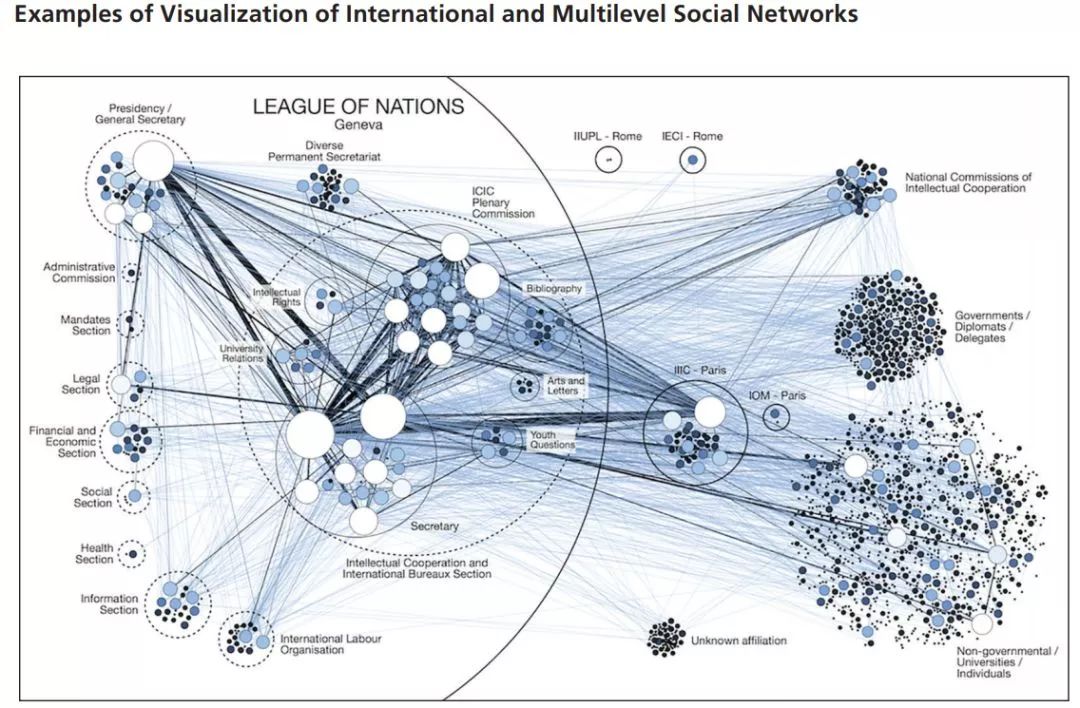 Examples of Visualization of International and Multilevel Social Networks
LEAGUE OF NATIONS
Geneva
Presidency /
General Secretary
Diverse
Permanent Secretariat
ICIC
Plenary
Commission
IIUPL - Rome
IECI - Rome
National Commissions of
Intellectual Cooperation
Administrative
Commission
Intellectual
Rights
Bibliography
Mandates
Section
Governments /
Diplomats /
Delegates
University
Relations
Legal
Section
Arts and
Letters
IIIC - Paris
IOM - Paris
Financial and
Economic
Section
Youth
Questions
Social
Section
Secretary
Health
Section
Intellectual Cooperation and
International Bureaux Section
Information
Section
International Labour
Organisation
Unknown affiliation
Non-governmental /
Universities /
Individuals